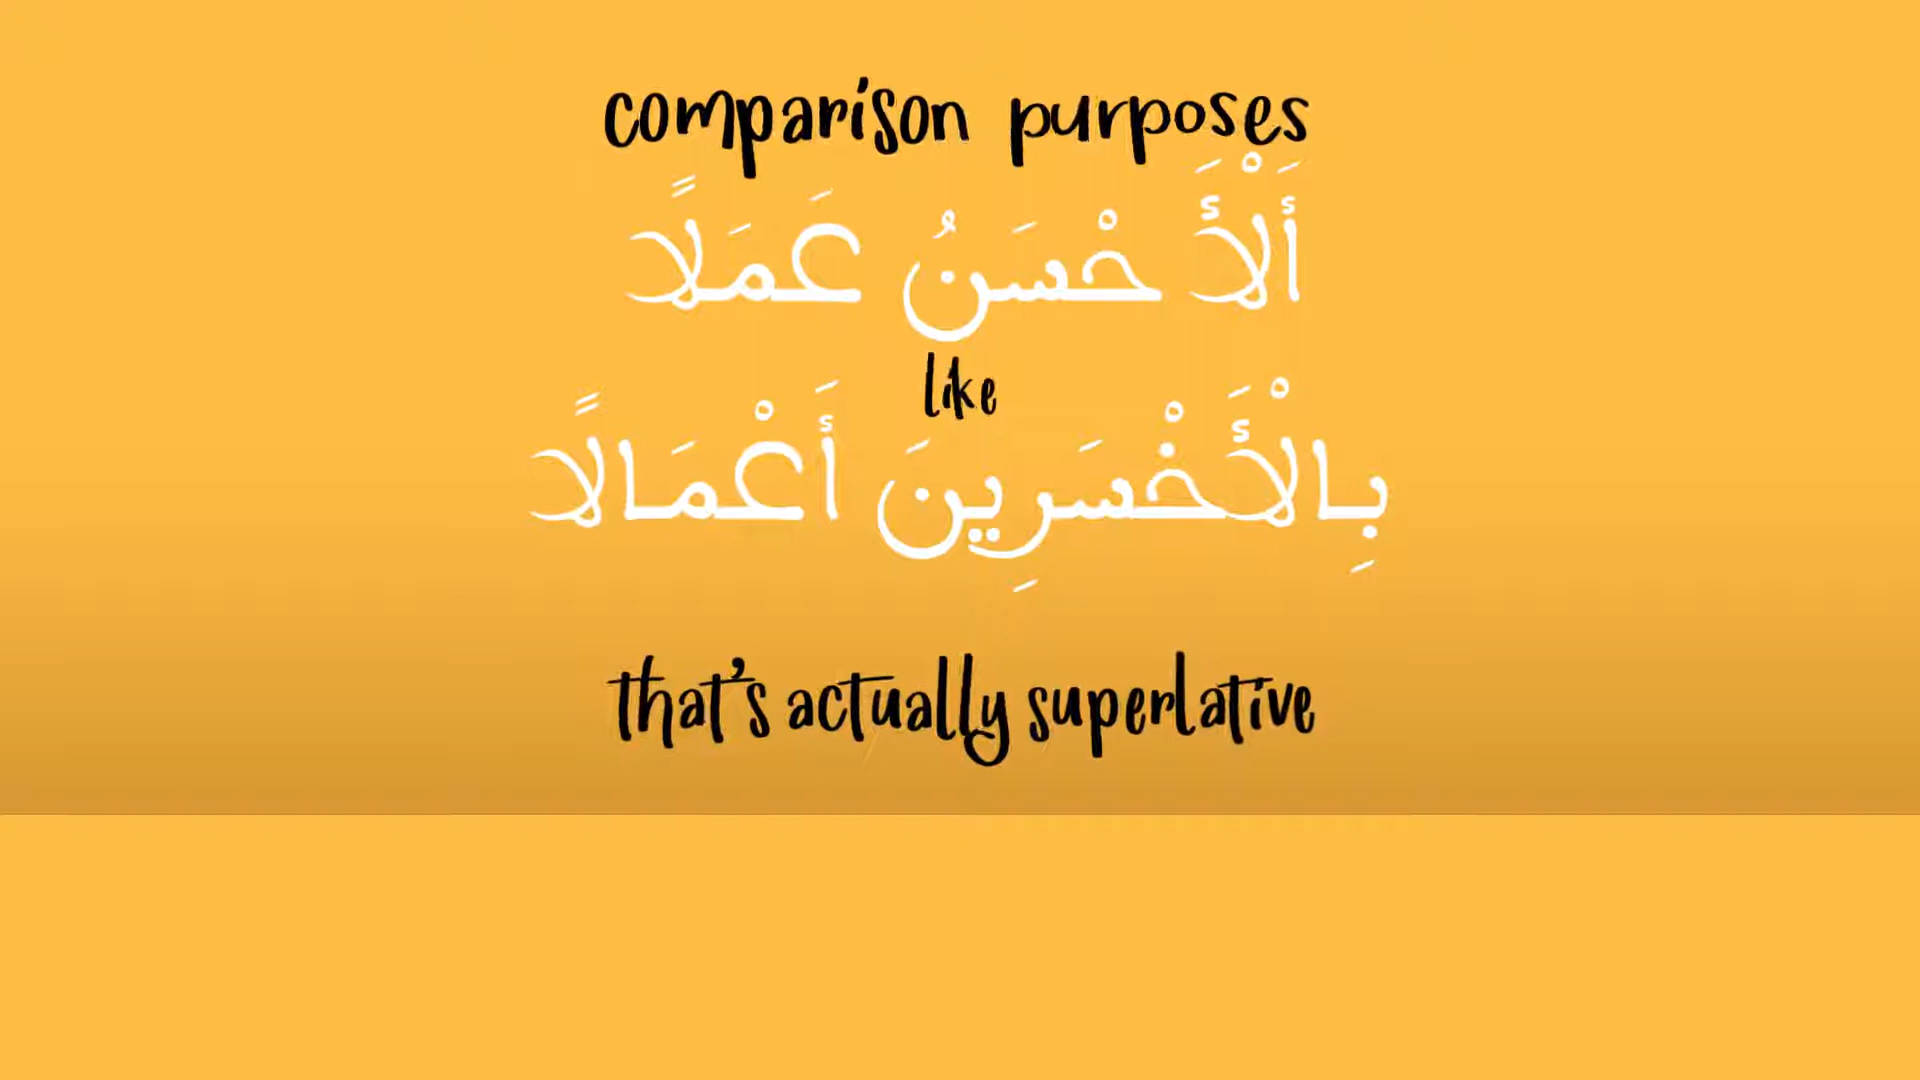 comparison purposes
أَلْأَ حْسَنُ عَمَلًا
like
بِالْأَخْسَرِينَ أَعْمَالًا
that's actually superlative